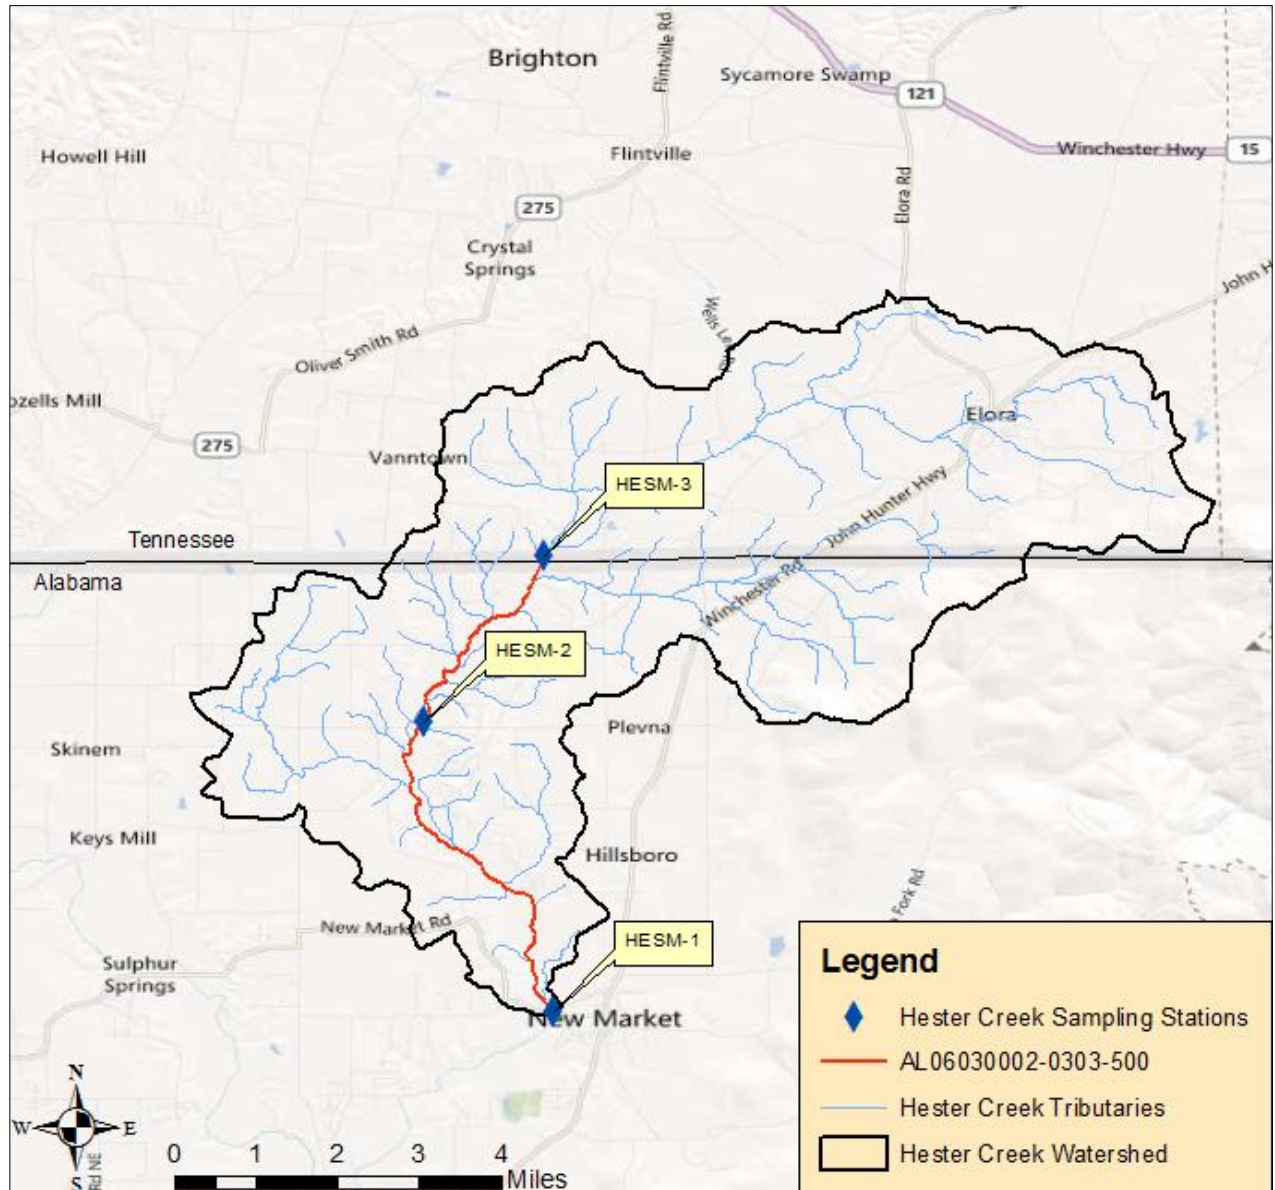 Brighton
Flintville Rd
Sycamore Swamp
121
Howell Hill
Flintville
Winchester Hwy
15
Elora Rd
275
Crystal
Springs
John H
Wells
Oliver Smith Rd
ozells Mill
Elora
275
Vanntown
HESM-3
John Hunter Hwy
Tennessee
Alabama
Winchester Rd
HESM-2
Plevna
Skinem
Keys Mill
Hillsboro
Fork Rd
New Market Rd
HESM-1
Sulphur
Springs
New Market
Legend
Hester Creek Sampling Stations
AL06030002-0303-500
Hester Creek Tributaries
Hester Creek Watershed
N
W
E
S
Rd NE
0 1 2 3 4
Miles